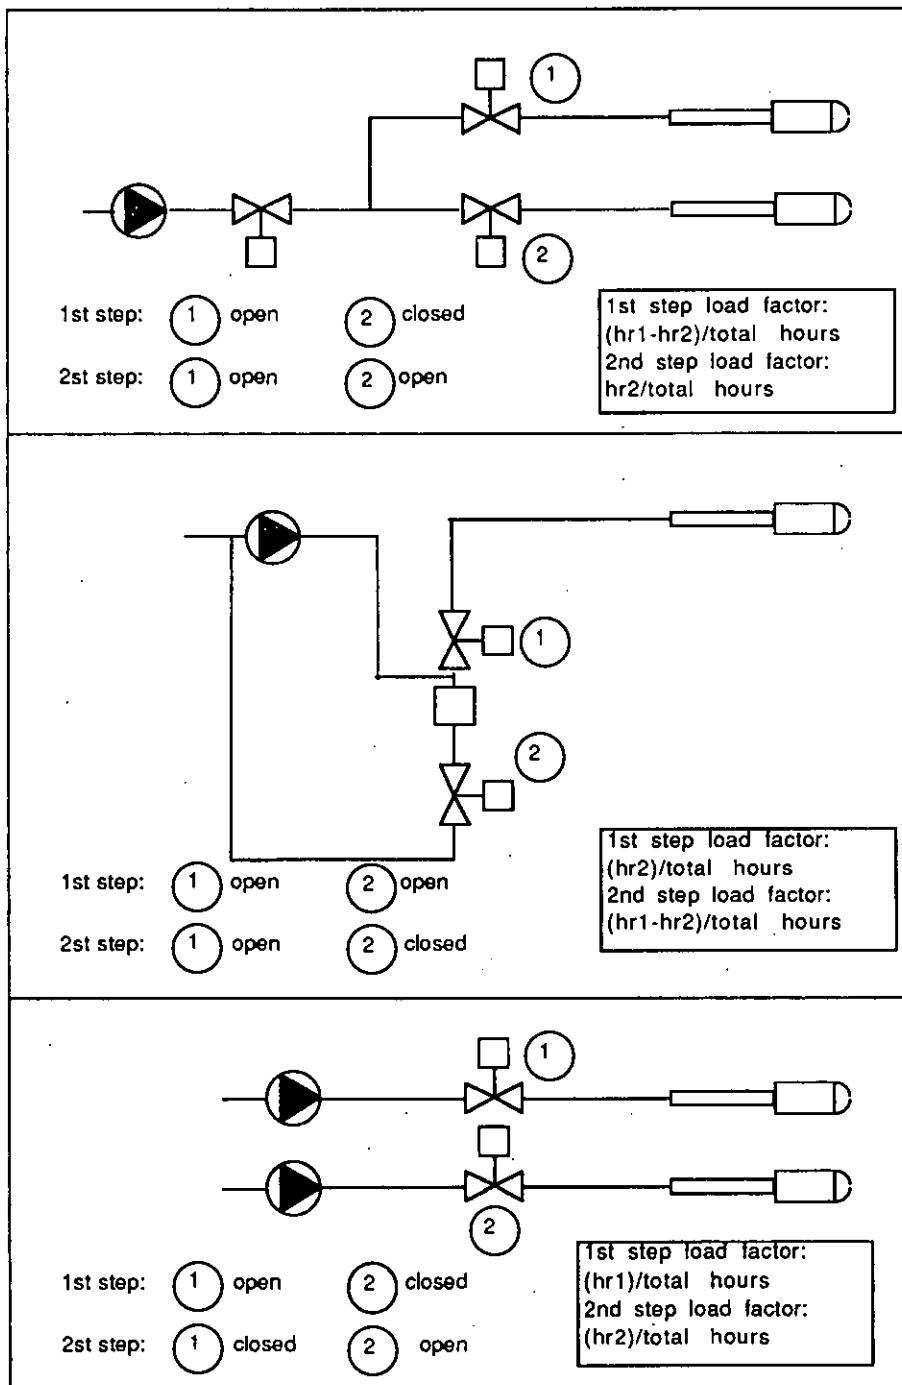 1
2
1st step: 1 open 2 closed
2st step: 1 open 2 open
1st step load factor:
(hr1-hr2)/total hours
2nd step load factor:
hr2/total hours
1
2
1st step: 1 open 2 open
2st step: 1 open 2 closed
1st step load factor:
(hr2)/total hours
2nd step load factor:
(hr1-hr2)/total hours
1
2
1st step: 1 open 2 closed
2st step: 1 closed 2 open
1st step load factor:
(hr1)/total hours
2nd step load factor:
(hr2)/total hours